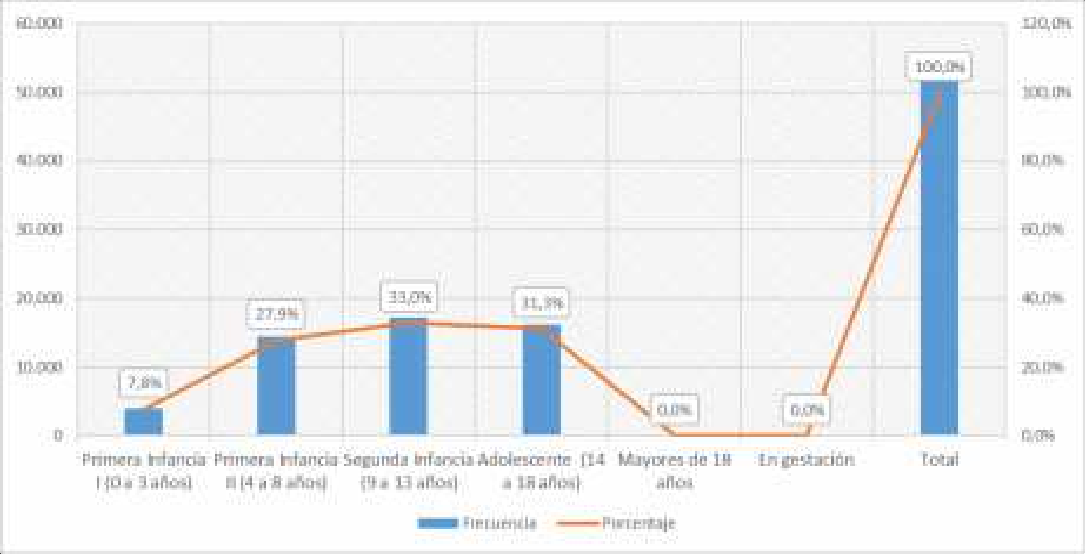 60.000
50.000
40.000
30.000
20.000
10.000
0
120,0%
100,0%
80,0%
60,0%
40,0%
20,0%
0,0%
7,8%
27,9%
33,0%
31,3%
0,0%
0,0%
100,0%
Primera Infancia
I (0 a 3 años)
Primera Infancia
II (4 a 8 años)
Segunda Infancia
(9 a 13 años)
Adolescente (14
a 18 años)
Mayores de 18
años
En gestación
Total
Frecuencia
Porcentaje